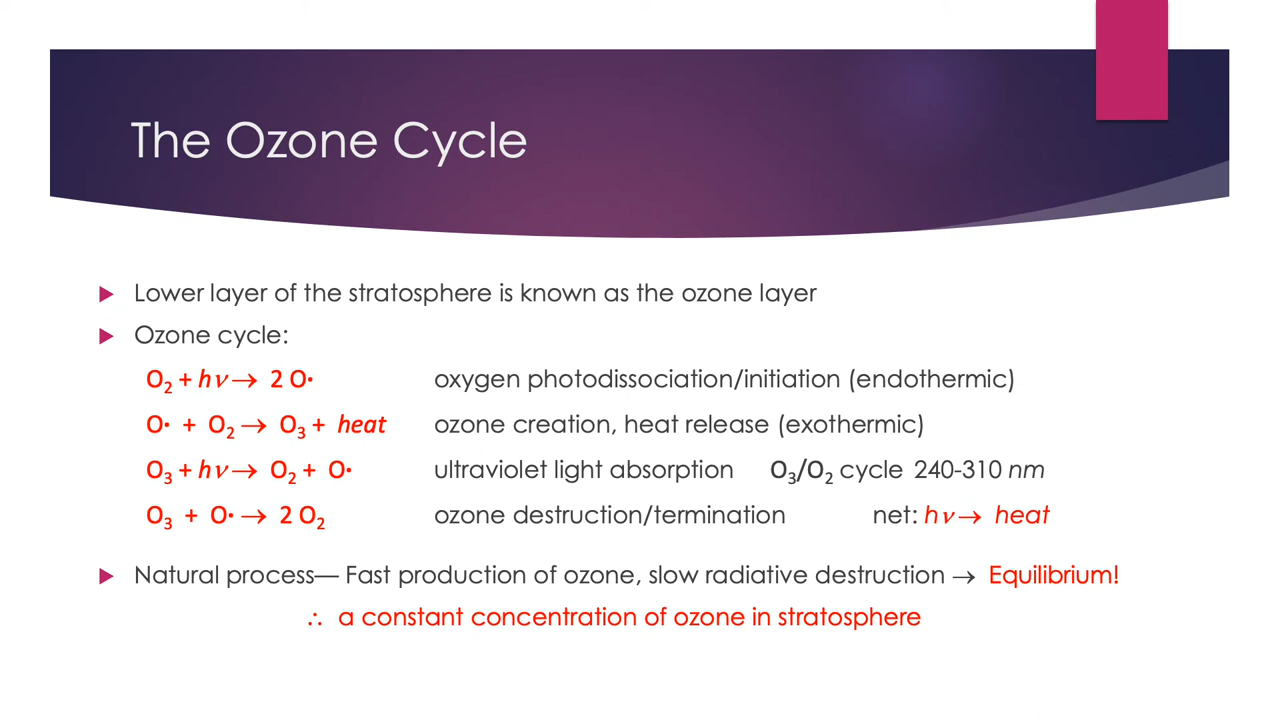 The Ozone Cycle
Lower layer of the stratosphere is known as the ozone layer
Ozone cycle:
O₂ + hν → 2 O• oxygen photodissociation/initiation (endothermic)
O• + O₂ → O₃ + heat ozone creation, heat release (exothermic)
O₃ + hν → O₂ + O• ultraviolet light absorption O₃/O₂ cycle 240-310 nm
O₃ + O• → 2 O₂ ozone destruction/termination net: hν → heat
Natural process— Fast production of ozone, slow radiative destruction → Equilibrium!
∴ a constant concentration of ozone in stratosphere